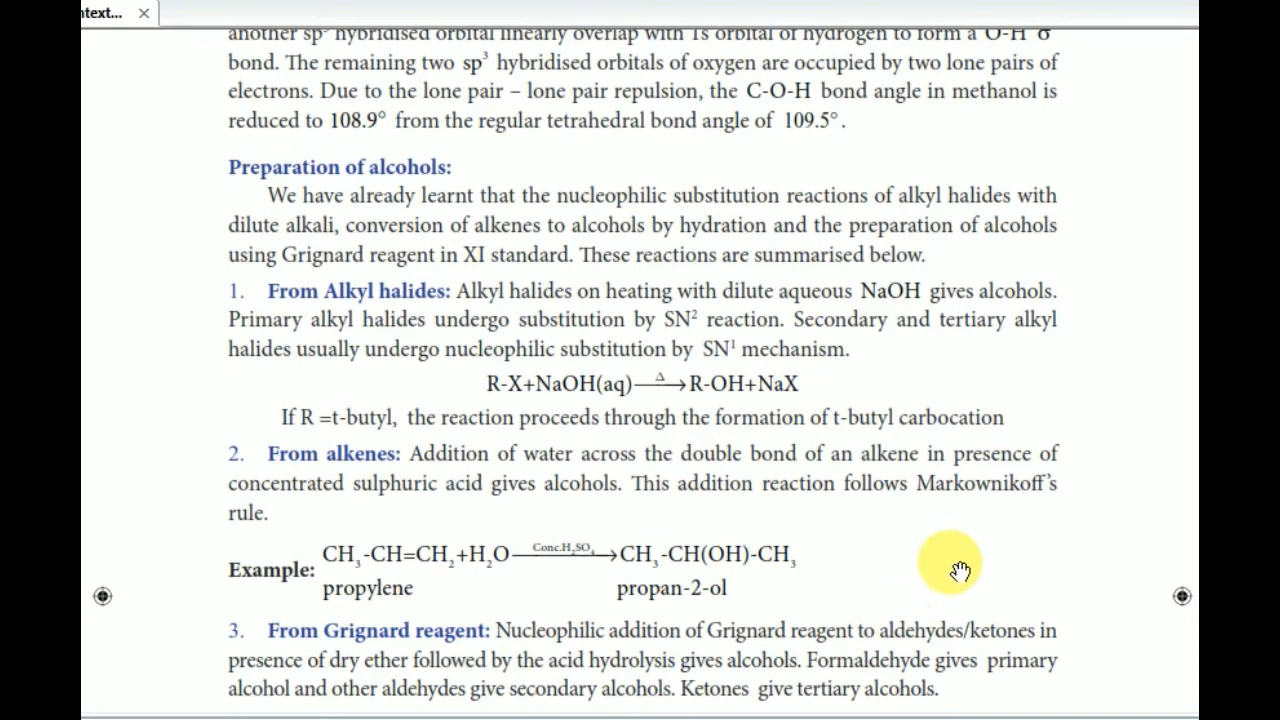 ntext...
another sp³ hybridised orbital linearly overlap with 1s orbital of hydrogen to form a O-H σ
bond. The remaining two sp³ hybridised orbitals of oxygen are occupied by two lone pairs of
electrons. Due to the lone pair – lone pair repulsion, the C-O-H bond angle in methanol is
reduced to 108.9° from the regular tetrahedral bond angle of 109.5°.
Preparation of alcohols:
We have already learnt that the nucleophilic substitution reactions of alkyl halides with
dilute alkali, conversion of alkenes to alcohols by hydration and the preparation of alcohols
using Grignard reagent in XI standard. These reactions are summarised below.
1. From Alkyl halides: Alkyl halides on heating with dilute aqueous NaOH gives alcohols.
Primary alkyl halides undergo substitution by SN² reaction. Secondary and tertiary alkyl
halides usually undergo nucleophilic substitution by SN¹ mechanism.
R-X+NaOH(aq) —Δ→ R-OH+NaX
If R =t-butyl, the reaction proceeds through the formation of t-butyl carbocation
2. From alkenes: Addition of water across the double bond of an alkene in presence of
concentrated sulphuric acid gives alcohols. This addition reaction follows Markownikoff's
rule.
Example: CH₃-CH=CH₂+H₂O —Conc.H₂SO₄→ CH₃-CH(OH)-CH₃
propylene propan-2-ol
3. From Grignard reagent: Nucleophilic addition of Grignard reagent to aldehydes/ketones in
presence of dry ether followed by the acid hydrolysis gives alcohols. Formaldehyde gives primary
alcohol and other aldehydes give secondary alcohols. Ketones give tertiary alcohols.